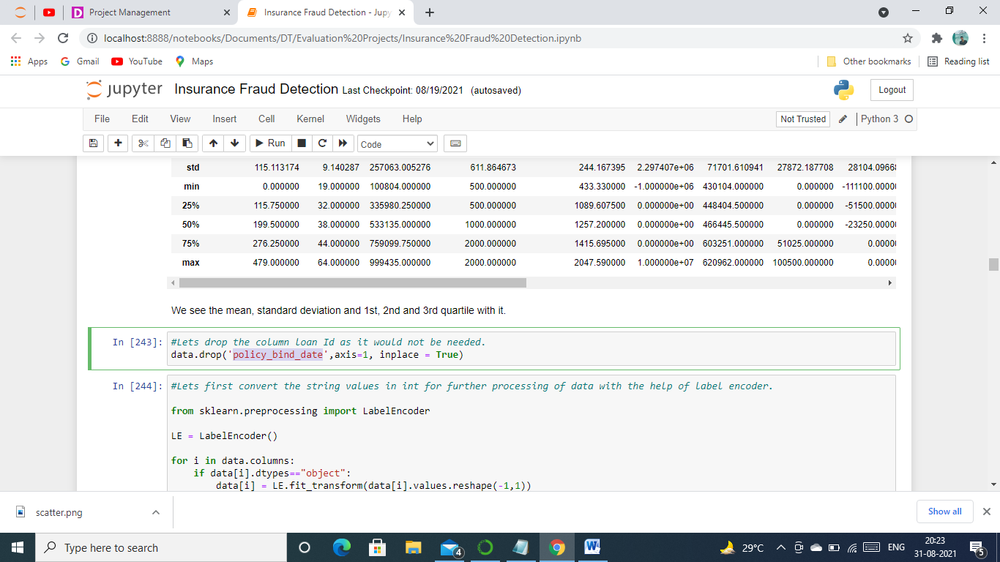 Project Management
Insurance Fraud Detection - Jupy
localhost:8888/notebooks/Documents/DT/Evaluation%20Projects/Insurance%20Fraud%20Detection.ipynb
Apps Gmail YouTube Maps Other bookmarks Reading list
jupyter Insurance Fraud Detection Last Checkpoint: 08/19/2021 (autosaved) Logout
File Edit View Insert Cell Kernel Widgets Help Not Trusted Python 3
Run Code
std 115.113174 9.140287 257063.005276 611.864673 244.167395 2.297407e+06 71701.610941 27872.187708 28104.0966
min 0.000000 19.000000 100804.000000 500.000000 433.330000 -1.000000e+06 430104.000000 0.000000 -111100.0000
25% 115.750000 32.000000 335980.250000 500.000000 1089.607500 0.000000e+00 448404.500000 0.000000 -51500.0000
50% 199.500000 38.000000 533135.000000 1000.000000 1257.200000 0.000000e+00 466445.500000 0.000000 -23250.0000
75% 276.250000 44.000000 759099.750000 2000.000000 1415.695000 0.000000e+00 603251.000000 51025.000000 0.0000
max 479.000000 64.000000 999435.000000 2000.000000 2047.590000 1.000000e+07 620962.000000 100500.000000 0.0000
We see the mean, standard deviation and 1st, 2nd and 3rd quartile with it.
In [243]: #Lets drop the column loan Id as it would not be needed.
data.drop('policy_bind_date',axis=1, inplace = True)
In [244]: #Lets first convert the string values in int for further processing of data with the help of label encoder.
from sklearn.preprocessing import LabelEncoder
LE = LabelEncoder()
for i in data.columns:
if data[i].dtypes=="object":
data[i] = LE.fit_transform(data[i].values.reshape(-1,1))
scatter.png Show all
Type here to search 4 29°C ENG 20:23
31-08-2021 5